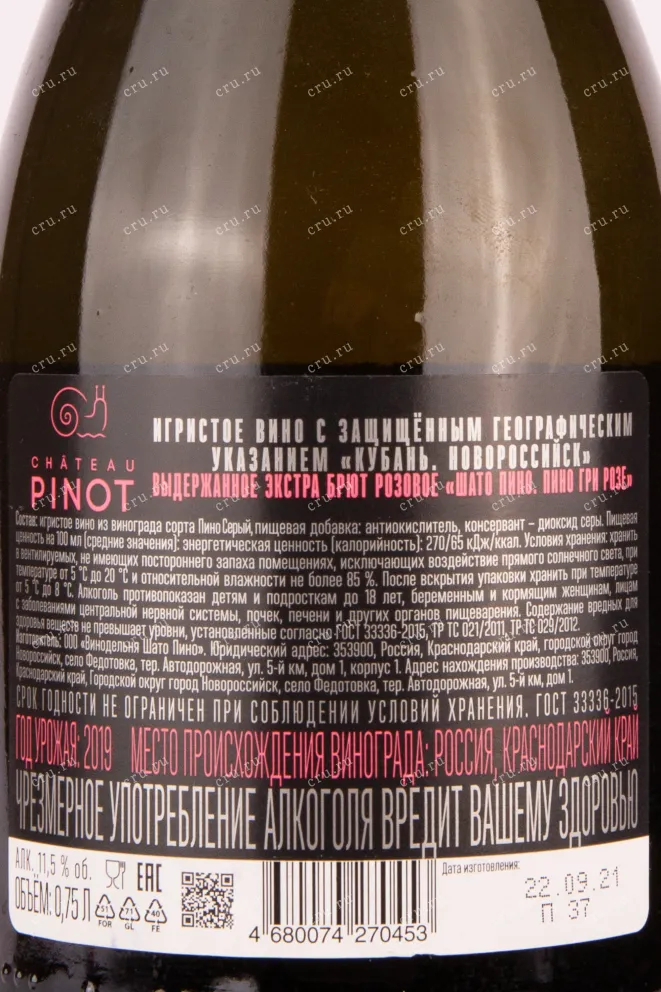 CHÂTEAU
PINOT
ИГРИСТОЕ ВИНО С ЗАЩИЩЁННЫМ ГЕОГРАФИЧЕСКИМ
УКАЗАНИЕМ «КУБАНЬ. НОВОРОССИЙСК»
ВЫДЕРЖАННОЕ ЭКСТРА БРЮТ РОЗОВОЕ «ШАТО ПИНО. ПИНО ГРИ РОЗЕ»
Состав: игристое вино из винограда сорта Пино Серый, пищевая добавка: антиокислитель, консервант – диоксид серы. Пищевая
ценность на 100 мл (средние значения): энергетическая ценность (калорийность): 270/65 кДж/ккал. Условия хранения: хранить
в вентилируемых, не имеющих постороннего запаха помещениях, исключающих воздействие прямого солнечного света, при
температуре от 5 °С до 20 °С и относительной влажности не более 85 %. После вскрытия упаковки хранить при температуре
от 5 °С до 8 °С. Алкоголь противопоказан детям и подросткам до 18 лет, беременным и кормящим женщинам, лицам
с заболеваниями центральной нервной системы, почек, печени и других органов пищеварения. Содержание вредных для
здоровья веществ не превышает уровни, установленные согласно ГОСТ 33336-2015, ТР ТС 021/2011, ТР ТС 029/2012.
Изготовитель: ООО «Винодельня Шато Пино». Юридический адрес: 353900, Россия, Краснодарский край, городской округ город
Новороссийск, село Федотовка, тер. Автодорожная, ул. 5-й км, дом 1, корпус 1. Адрес нахождения производства: 353900, Россия,
Краснодарский край, Городской округ город Новороссийск, село Федотовка, тер. Автодорожная, ул. 5-й км, дом 1.
СРОК ГОДНОСТИ НЕ ОГРАНИЧЕН ПРИ СОБЛЮДЕНИИ УСЛОВИЙ ХРАНЕНИЯ. ГОСТ 33336-2015
ГОД УРОЖАЯ: 2019 МЕСТО ПРОИСХОЖДЕНИЯ ВИНОГРАДА: РОССИЯ, КРАСНОДАРСКИЙ КРАЙ
ЧРЕЗМЕРНОЕ УПОТРЕБЛЕНИЕ АЛКОГОЛЯ ВРЕДИТ ВАШЕМУ ЗДОРОВЬЮ
АЛК. 11,5 % об.
EAC
ОБЪЕМ: 0,75 Л
51 FOR
71 GL
40 FE
4 680074 270453
Дата изготовления:
22.09.21
П 37
cru.ru